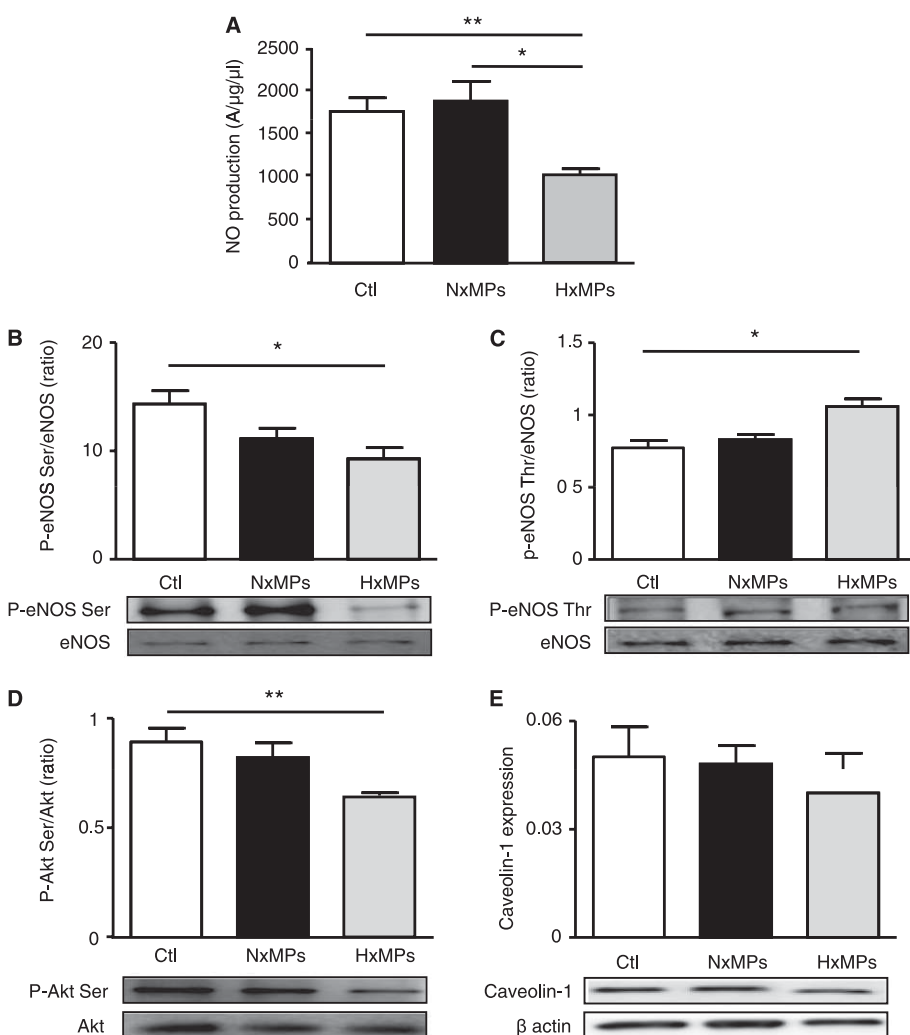 A
**
*
NO production (A/µg/µl)
2500
2000
1500
1000
500
0
Ctl NxMPs HxMPs
B
*
P-eNOS Ser/eNOS (ratio)
20
10
0
Ctl NxMPs HxMPs
P-eNOS Ser
eNOS
C
*
p-eNOS Thr/eNOS (ratio)
1.5
1
0 5
0
Ctl NxMPs HxMPs
P-eNOS Thr
eNOS
D
**
P-Akt Ser/Akt (ratio)
1
0.5
0
Ctl NxMPs HxMPs
P-Akt Ser
Akt
E
Caveolin-1 expression
0.06
0.03
0
Ctl NxMPs HxMPs
Caveolin-1
β actin